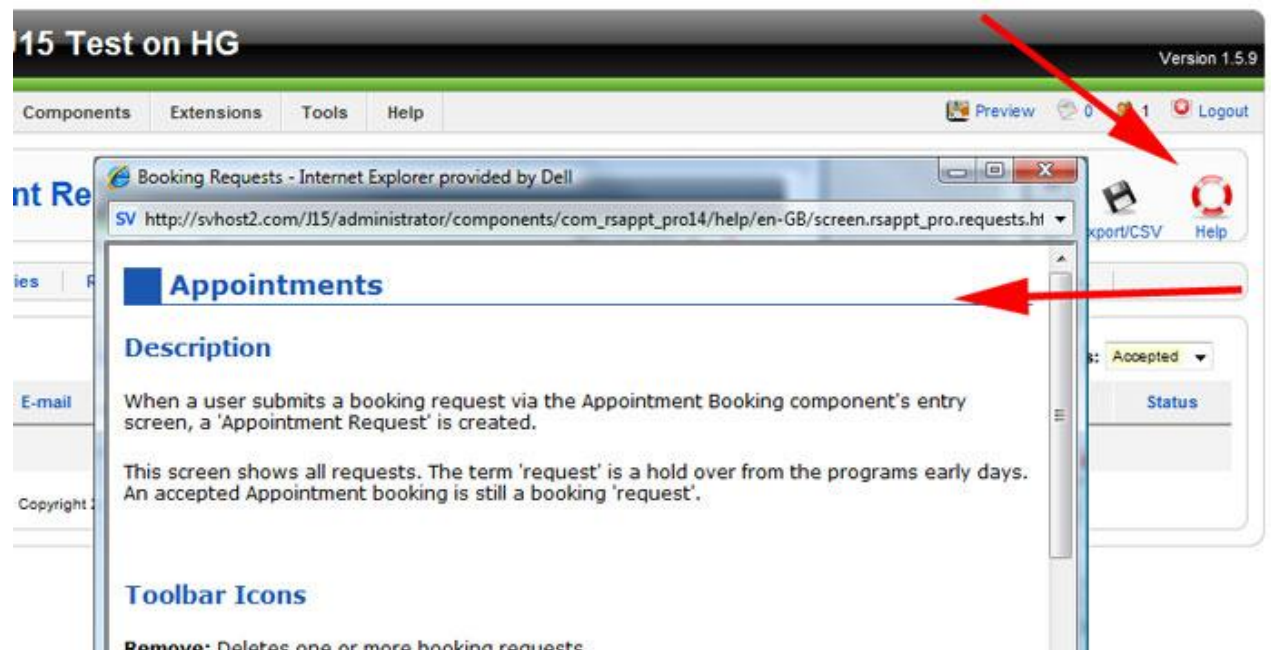 J15 Test on HG
Version 1.5.9
Components Extensions Tools Help Preview 0 1 Logout
nt Re
Booking Requests - Internet Explorer provided by Dell
SV http://svhost2.com/J15/administrator/components/com_rsappt_pro14/help/en-GB/screen.rsappt_pro.requests.ht
xport/CSV Help
ies R
Appointments
Description
s: Accepted
E-mail
Status
When a user submits a booking request via the Appointment Booking component's entry
screen, a 'Appointment Request' is created.
This screen shows all requests. The term 'request' is a hold over from the programs early days.
An accepted Appointment booking is still a booking 'request'.
Copyright
Toolbar Icons
Remove: Deletes one or more booking requests